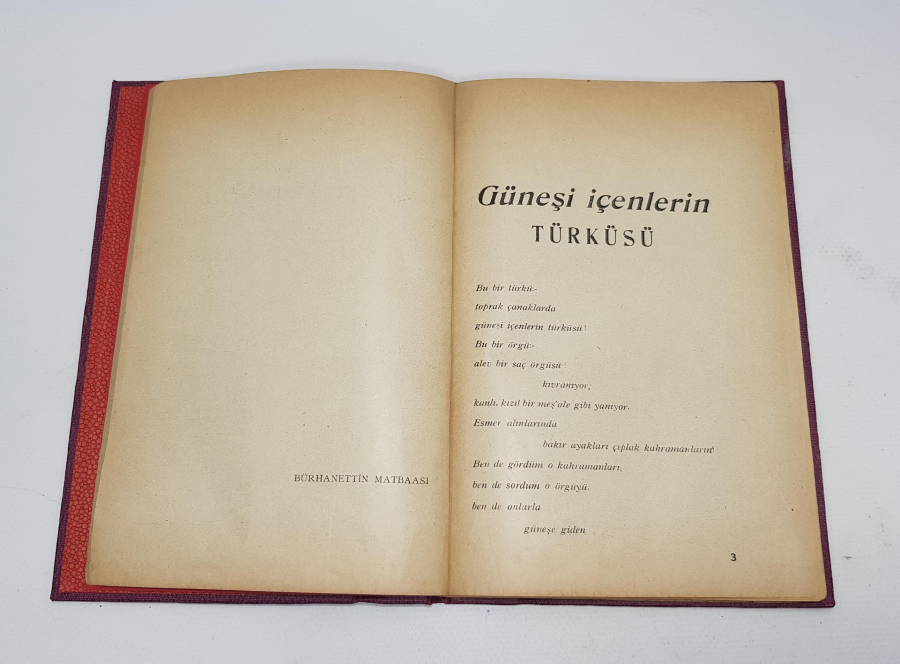 BÜRHANETTİN MATBAASI
Güneşi içenlerin
TÜRKÜSÜ
Bu bir türkü:-
toprak çanaklarda
güneşi içenlerin türküsü!
Bu bir örgü:-
alev bir saç örgüsü!
kıvranıyor;
kanlı, kızıl bir meş'ale gibi yanıyor.
Esmer alınlarında
bakır ayakları çıplak kahramanların!
Ben de gördüm o kahramanları,
ben de sordum o örgüyü,
ben de onlarla
güneşe giden
3